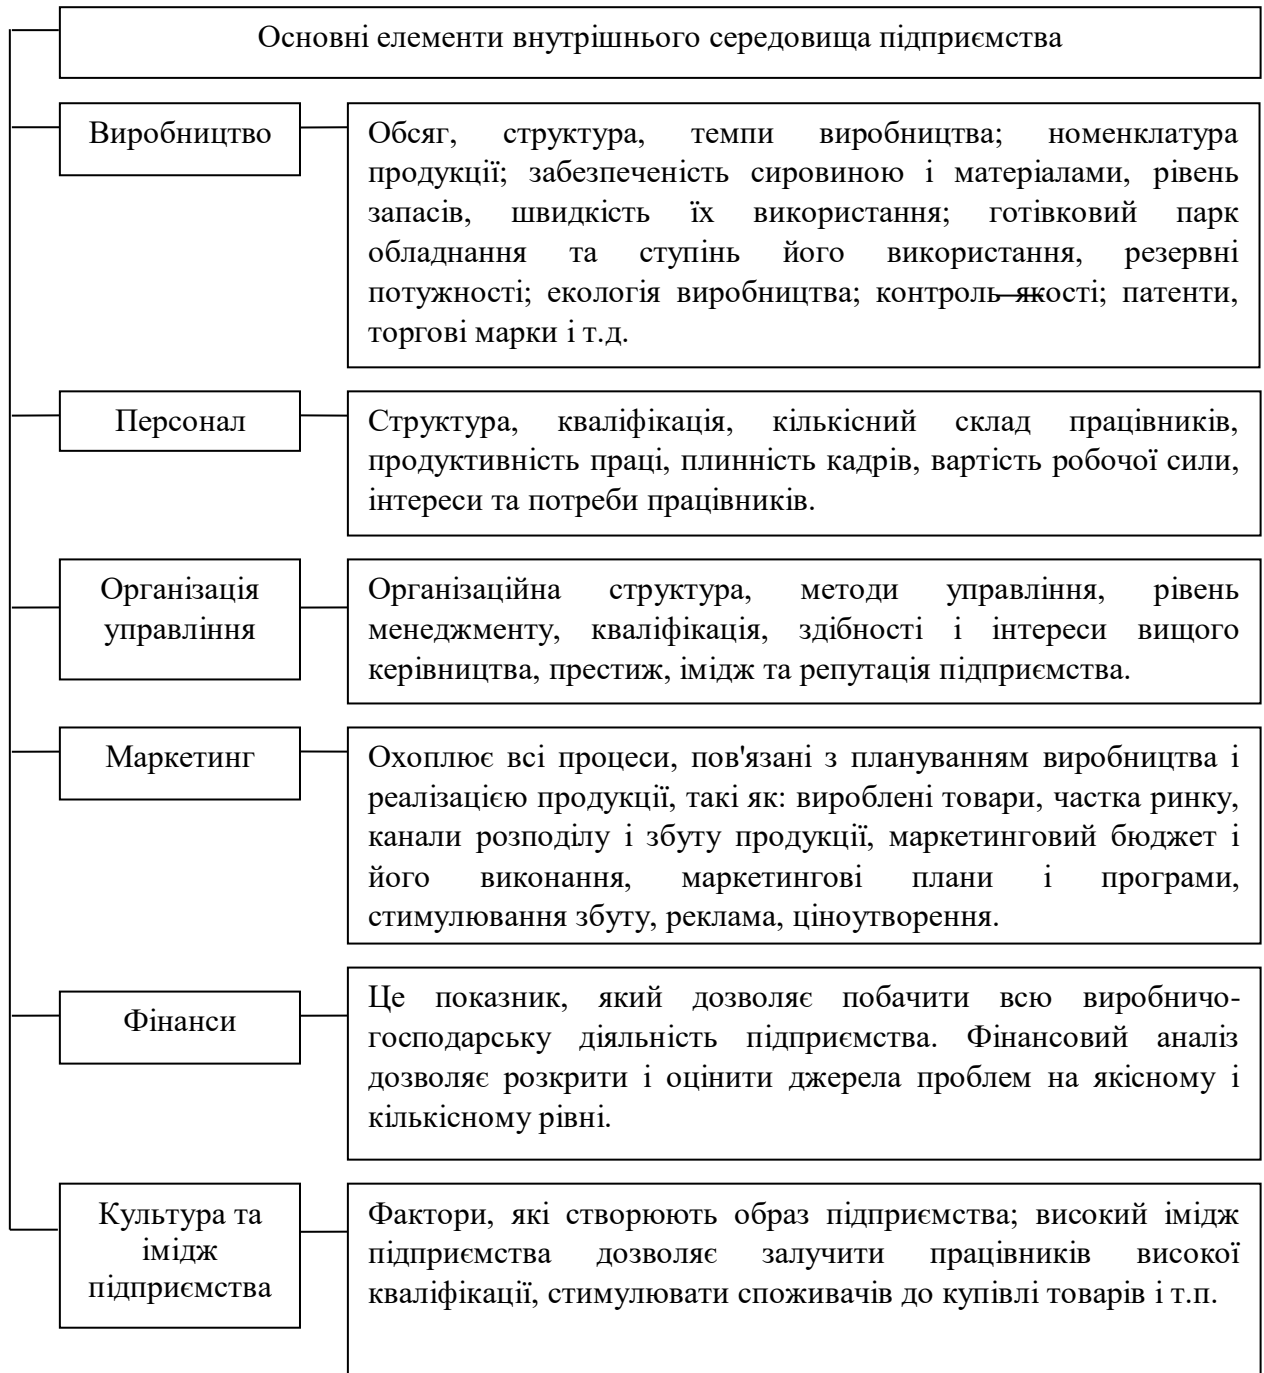 Основні елементи внутрішнього середовища підприємства
Виробництво
Обсяг, структура, темпи виробництва; номенклатура
продукції; забезпеченість сировиною і матеріалами, рівень
запасів, швидкість їх використання; готівковий парк
обладнання та ступінь його використання, резервні
потужності; екологія виробництва; контроль якості; патенти,
торгові марки і т.д.
Персонал
Структура, кваліфікація, кількісний склад працівників,
продуктивність праці, плинність кадрів, вартість робочої сили,
інтереси та потреби працівників.
Організація
управління
Організаційна структура, методи управління, рівень
менеджменту, кваліфікація, здібності і інтереси вищого
керівництва, престиж, імідж та репутація підприємства.
Маркетинг
Охоплює всі процеси, пов'язані з плануванням виробництва і
реалізацією продукції, такі як: вироблені товари, частка ринку,
канали розподілу і збуту продукції, маркетинговий бюджет і
його виконання, маркетингові плани і програми,
стимулювання збуту, реклама, ціноутворення.
Фінанси
Це показник, який дозволяє побачити всю виробничо-
господарську діяльність підприємства. Фінансовий аналіз
дозволяє розкрити і оцінити джерела проблем на якісному і
кількісному рівні.
Культура та
імідж
підприємства
Фактори, які створюють образ підприємства; високий імідж
підприємства дозволяє залучити працівників високої
кваліфікації, стимулювати споживачів до купівлі товарів і т.п.